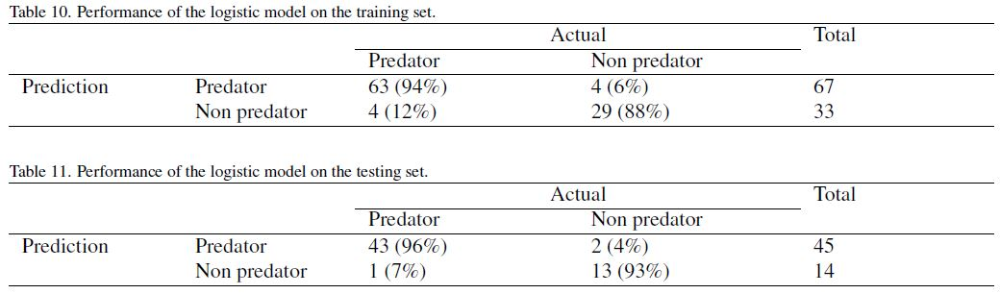 Table 10. Performance of the logistic model on the training set.
Actual Total
Predator Non predator
Prediction Predator 63 (94%) 4 (6%) 67
Non predator 4 (12%) 29 (88%) 33
Table 11. Performance of the logistic model on the testing set.
Actual Total
Predator Non predator
Prediction Predator 43 (96%) 2 (4%) 45
Non predator 1 (7%) 13 (93%) 14